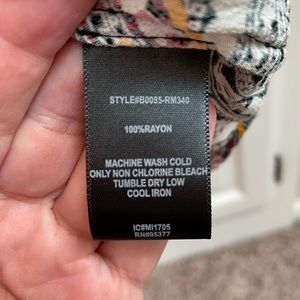 STYLE#B0085-RM340
100%RAYON
MACHINE WASH COLD
ONLY NON CHLORINE BLEACH
TUMBLE DRY LOW
COOL IRON
IC#MI1705
RN#95377